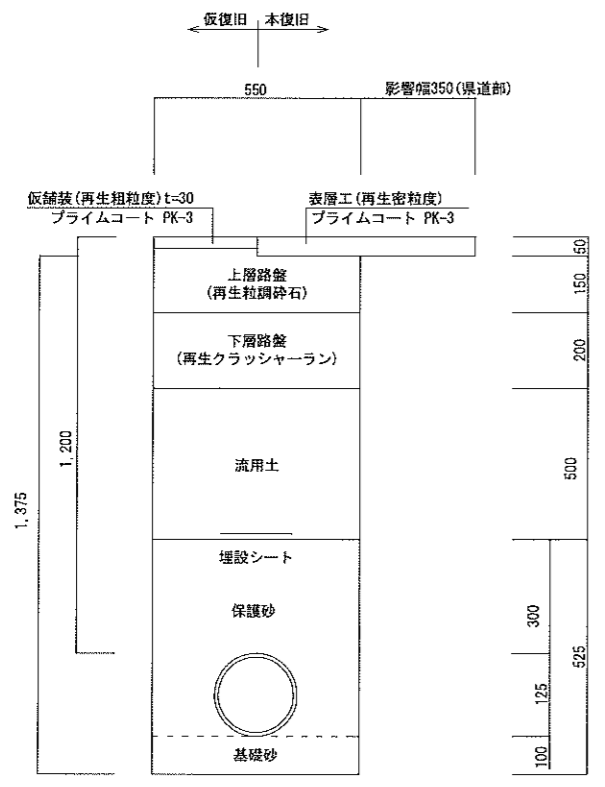 仮復旧 本復旧
550 影響幅350(県道部)
仮舗装(再生粗粒度)t=30 表層工(再生密粒度)
プライムコート PK-3 プライムコート PK-3
50
上層路盤
(再生粒調砕石)
150
下層路盤
(再生クラッシャーラン)
200
1,200
流用土
500
1,375
埋設シート
保護砂
300
525
125
基礎砂
100